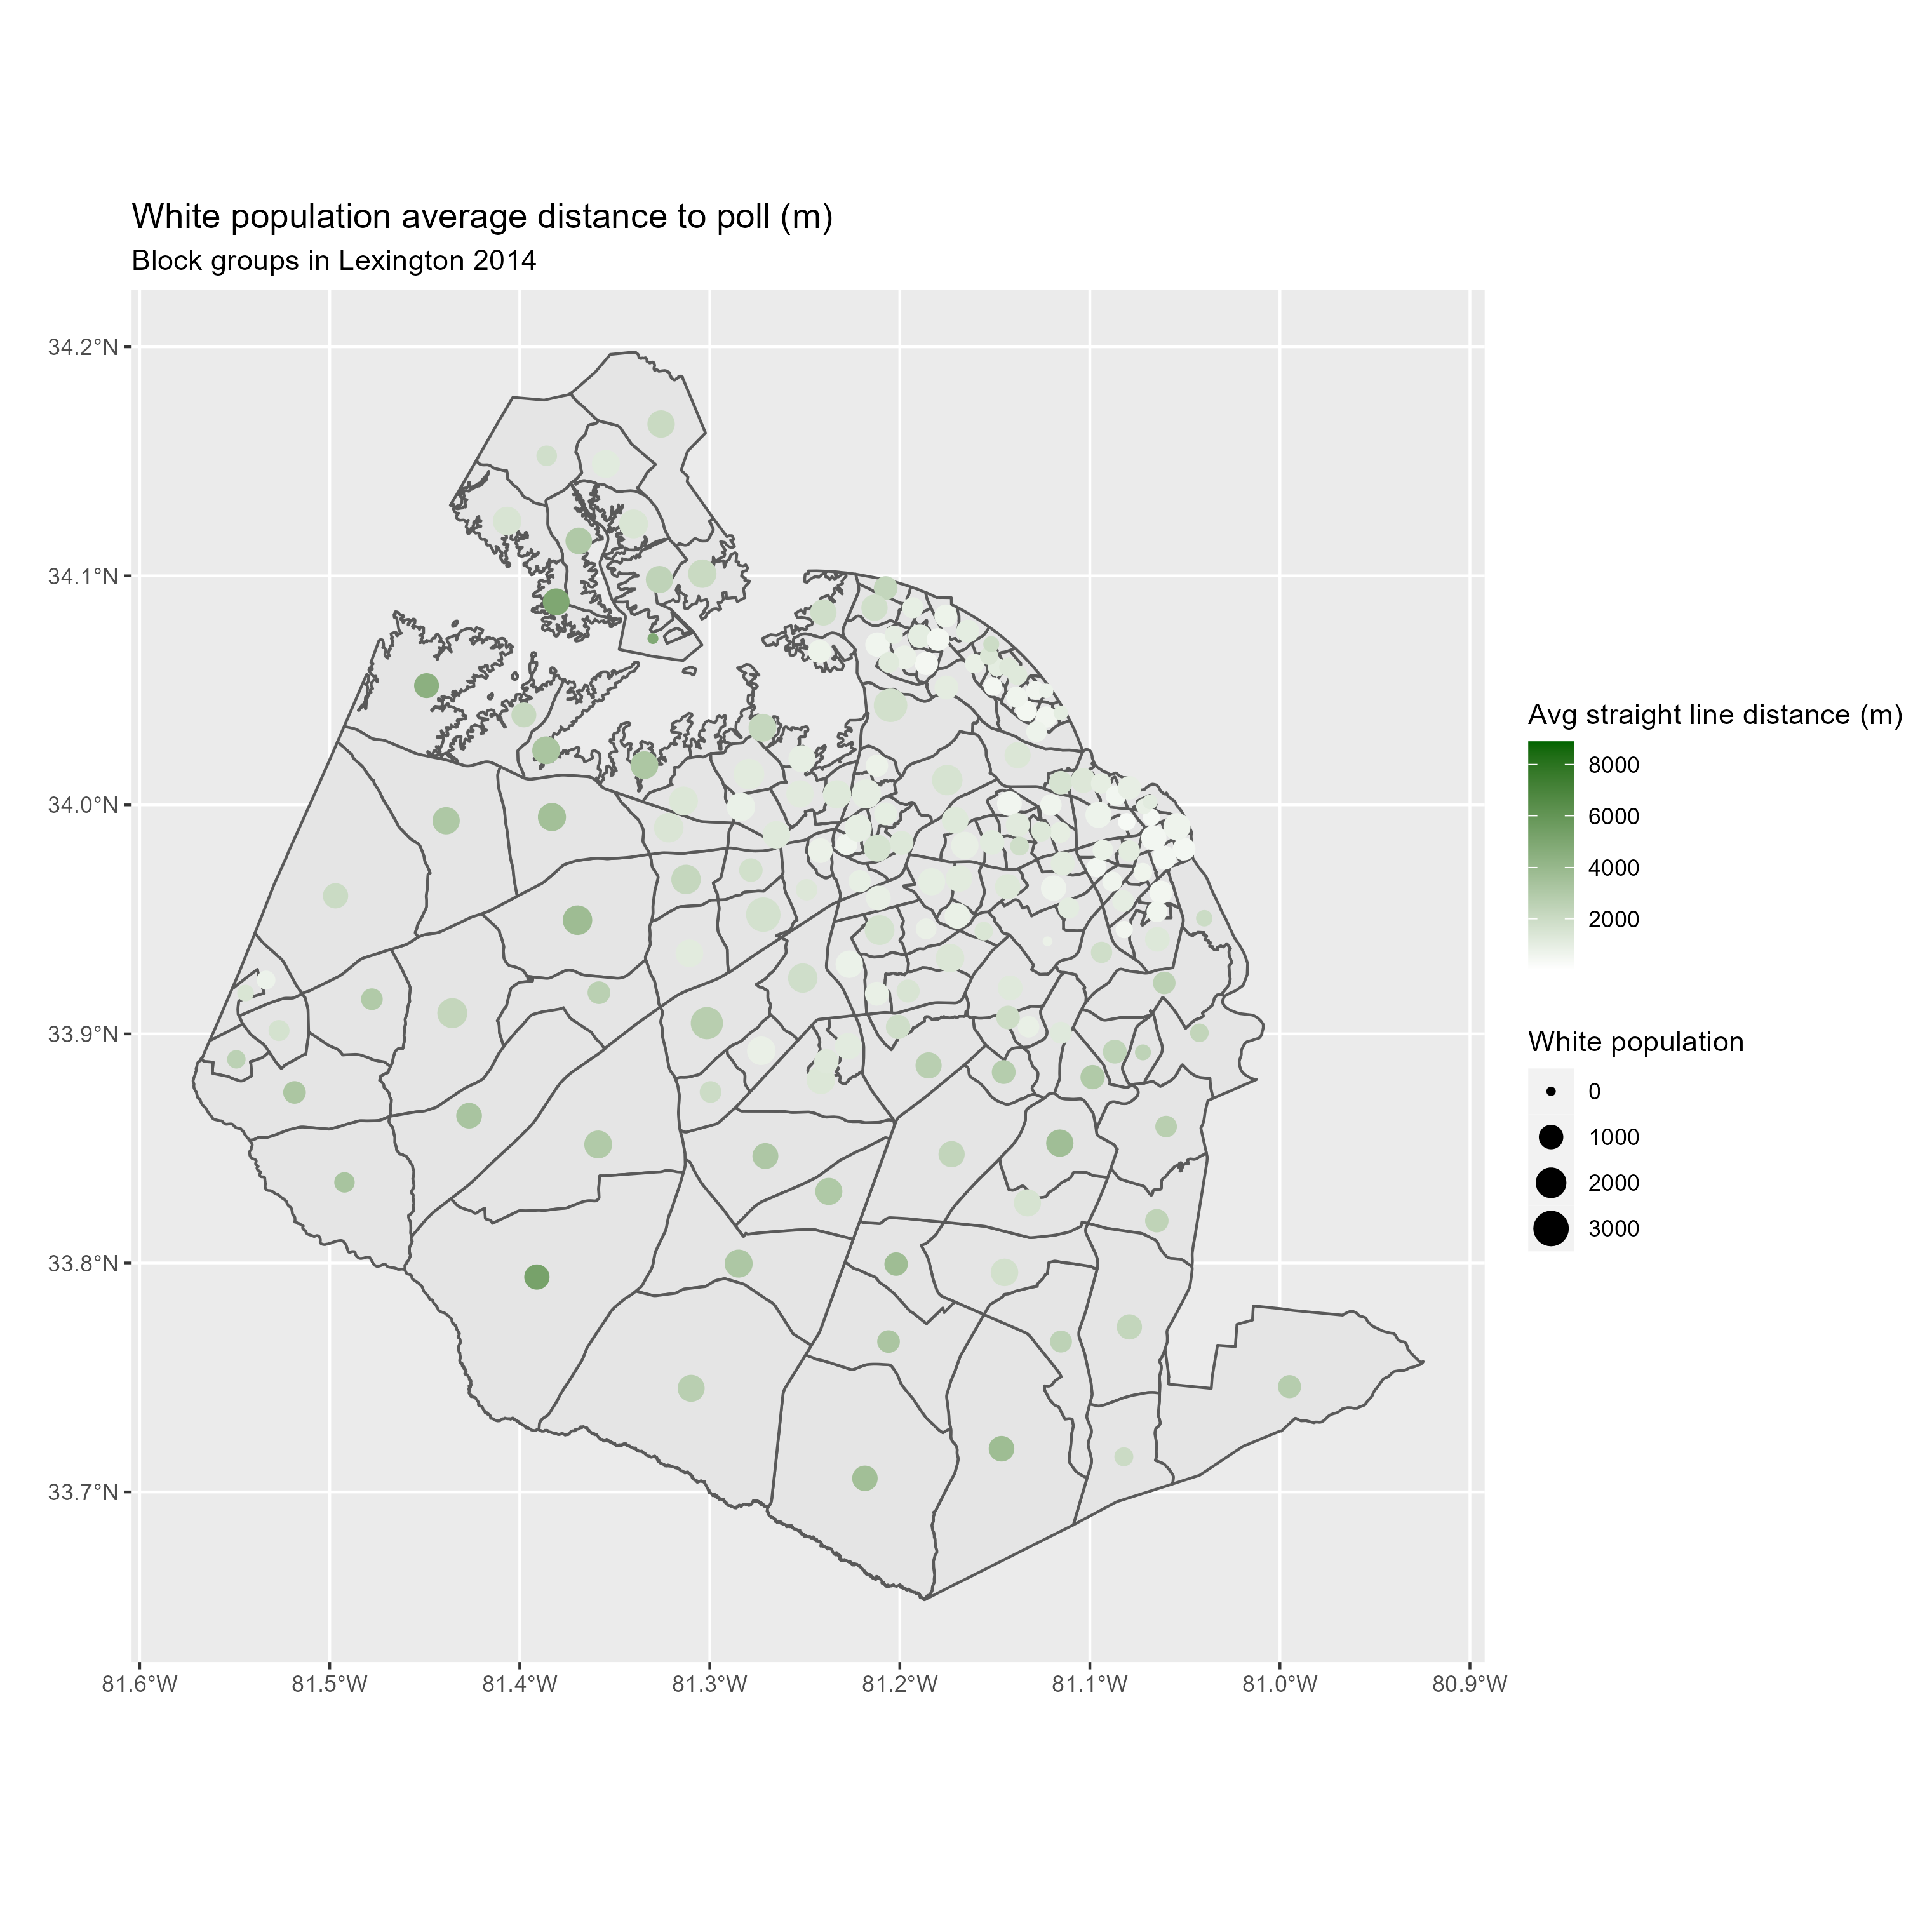 White population average distance to poll (m)
Block groups in Lexington 2014
34.2°N
34.1°N
34.0°N
33.9°N
33.8°N
33.7°N
81.6°W 81.5°W 81.4°W 81.3°W 81.2°W 81.1°W 81.0°W 80.9°W
Avg straight line distance (m)
8000
6000
4000
2000
White population
0
1000
2000
3000